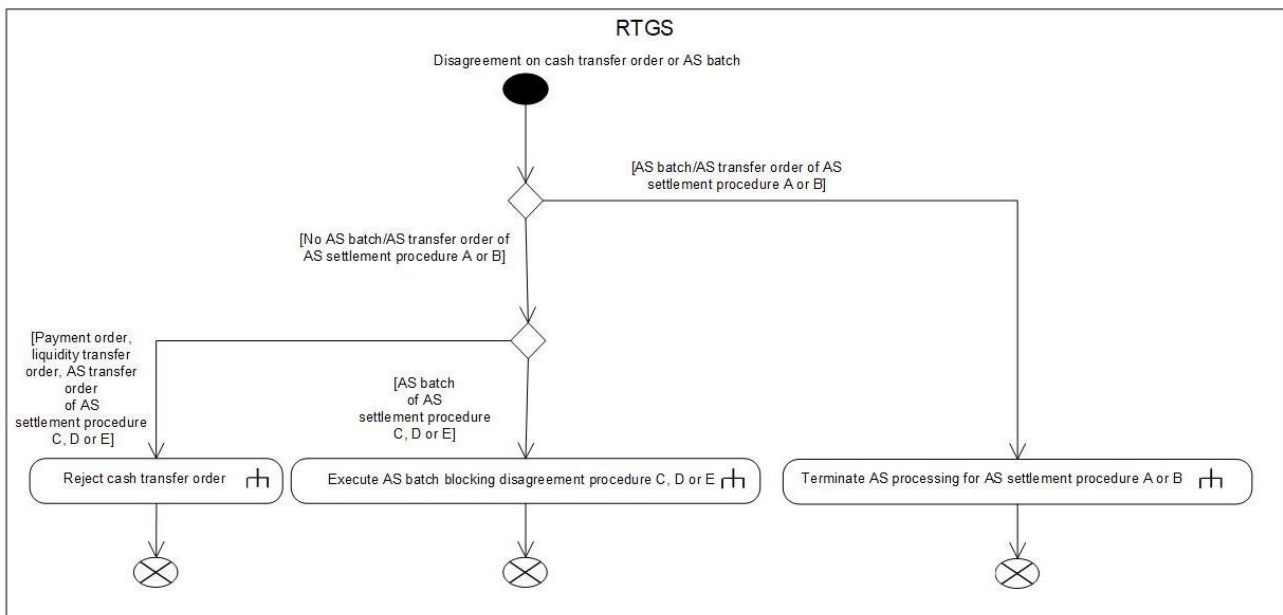 RTGS
Disagreement on cash transfer order or AS batch
[AS batch/AS transfer order of AS
settlement procedure A or B]
[No AS batch/AS transfer order of
AS settlement procedure A or B]
[Payment order,
liquidity transfer
order, AS transfer
order
of AS
settlement procedure
C, D or E]
[AS batch
of AS
settlement procedure
C, D or E]
Reject cash transfer order
Execute AS batch blocking disagreement procedure C, D or E
Terminate AS processing for AS settlement procedure A or B